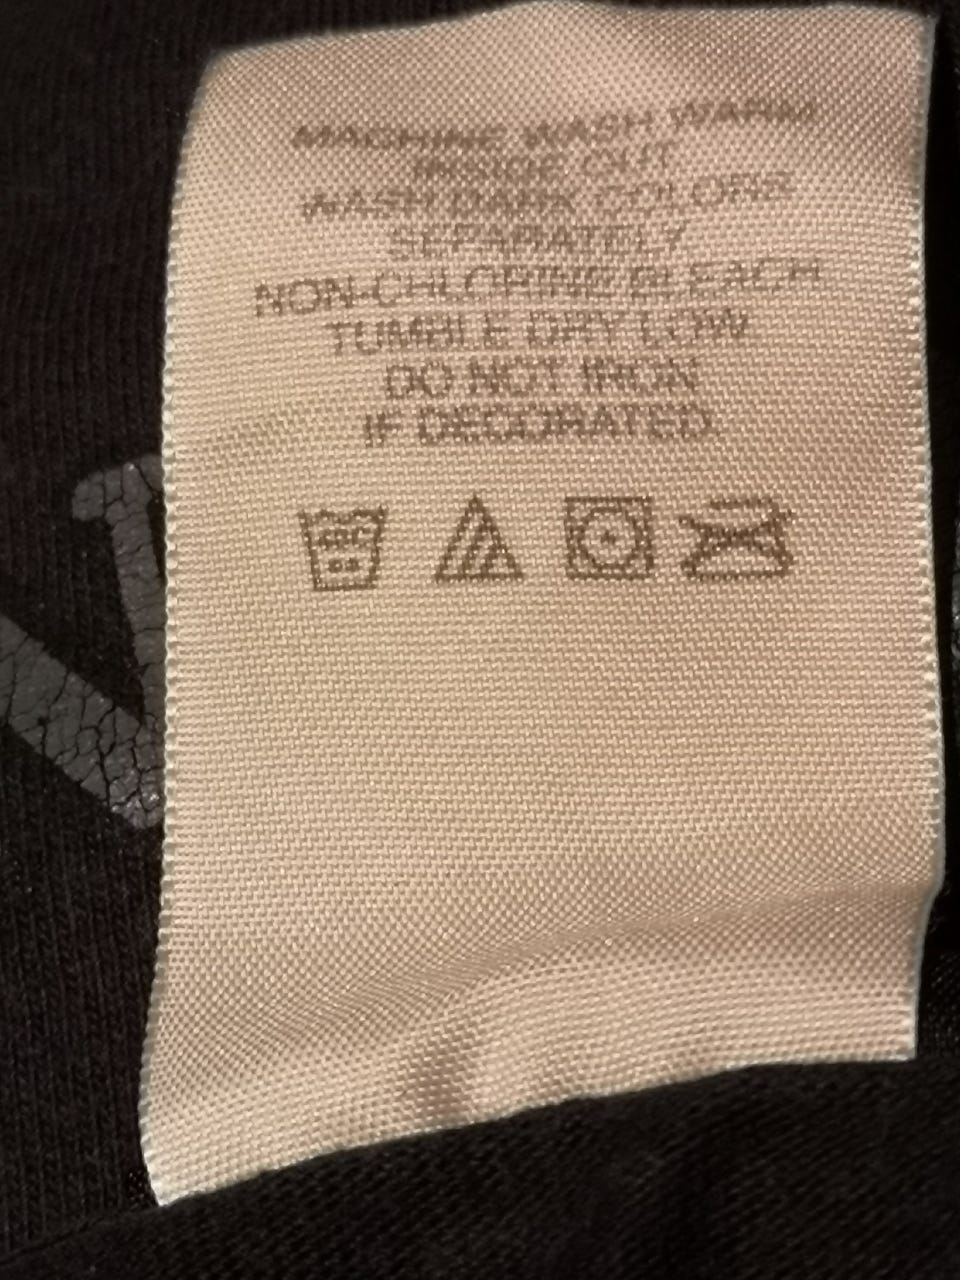 MACHINE WASH WARM
INSIDE OUT
WASH DARK COLORS
SEPARATELY
NON-CHLORINE BLEACH
TUMBLE DRY LOW
DO NOT IRON
IF DECORATED.
40C